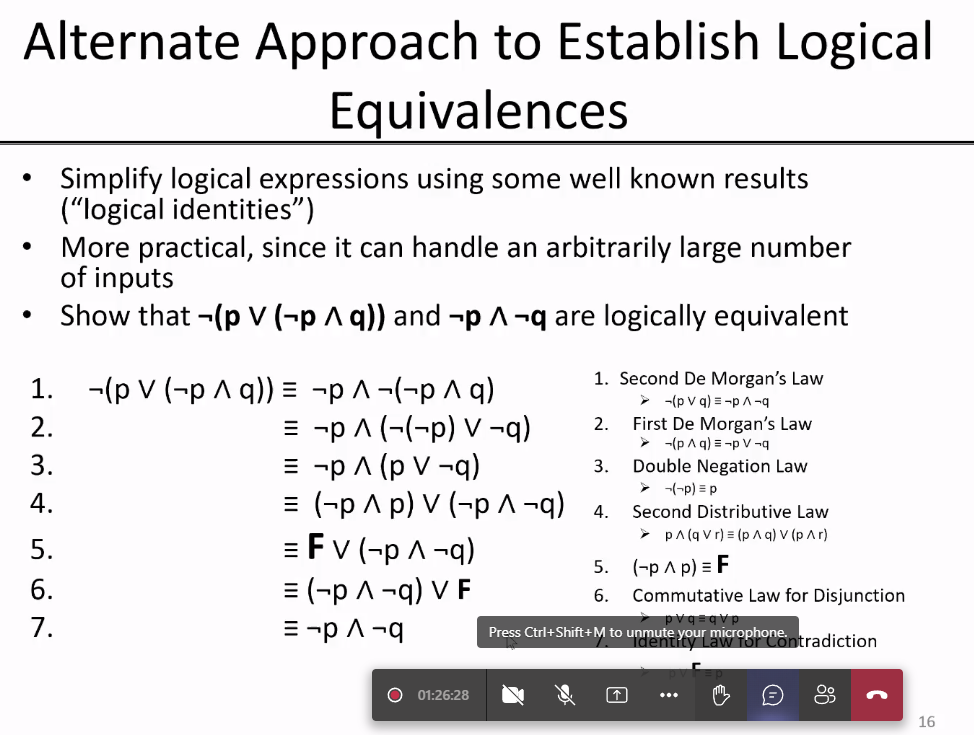 Alternate Approach to Establish Logical
Equivalences
• Simplify logical expressions using some well known results
(“logical identities”)
• More practical, since it can handle an arbitrarily large number
of inputs
• Show that ¬(p ∨ (¬p ∧ q)) and ¬p ∧ ¬q are logically equivalent
1. ¬(p ∨ (¬p ∧ q)) ≡ ¬p ∧ ¬(¬p ∧ q)
2. ≡ ¬p ∧ (¬(¬p) ∨ ¬q)
3. ≡ ¬p ∧ (p ∨ ¬q)
4. ≡ (¬p ∧ p) ∨ (¬p ∧ ¬q)
5. ≡ F ∨ (¬p ∧ ¬q)
6. ≡ (¬p ∧ ¬q) ∨ F
7. ≡ ¬p ∧ ¬q
1. Second De Morgan’s Law
➢ ¬(p ∨ q) ≡ ¬p ∧ ¬q
2. First De Morgan’s Law
➢ ¬(p ∧ q) ≡ ¬p ∨ ¬q
3. Double Negation Law
➢ ¬(¬p) ≡ p
4. Second Distributive Law
➢ p ∧ (q ∨ r) ≡ (p ∧ q) ∨ (p ∧ r)
5. (¬p ∧ p) ≡ F
6. Commutative Law for Disjunction
➢ p ∨ q ≡ q ∨ p
7. Identity Law for Contradiction
➢ p ∨ F ≡ p
Press Ctrl+Shift+M to unmute your microphone.
01:26:28
16